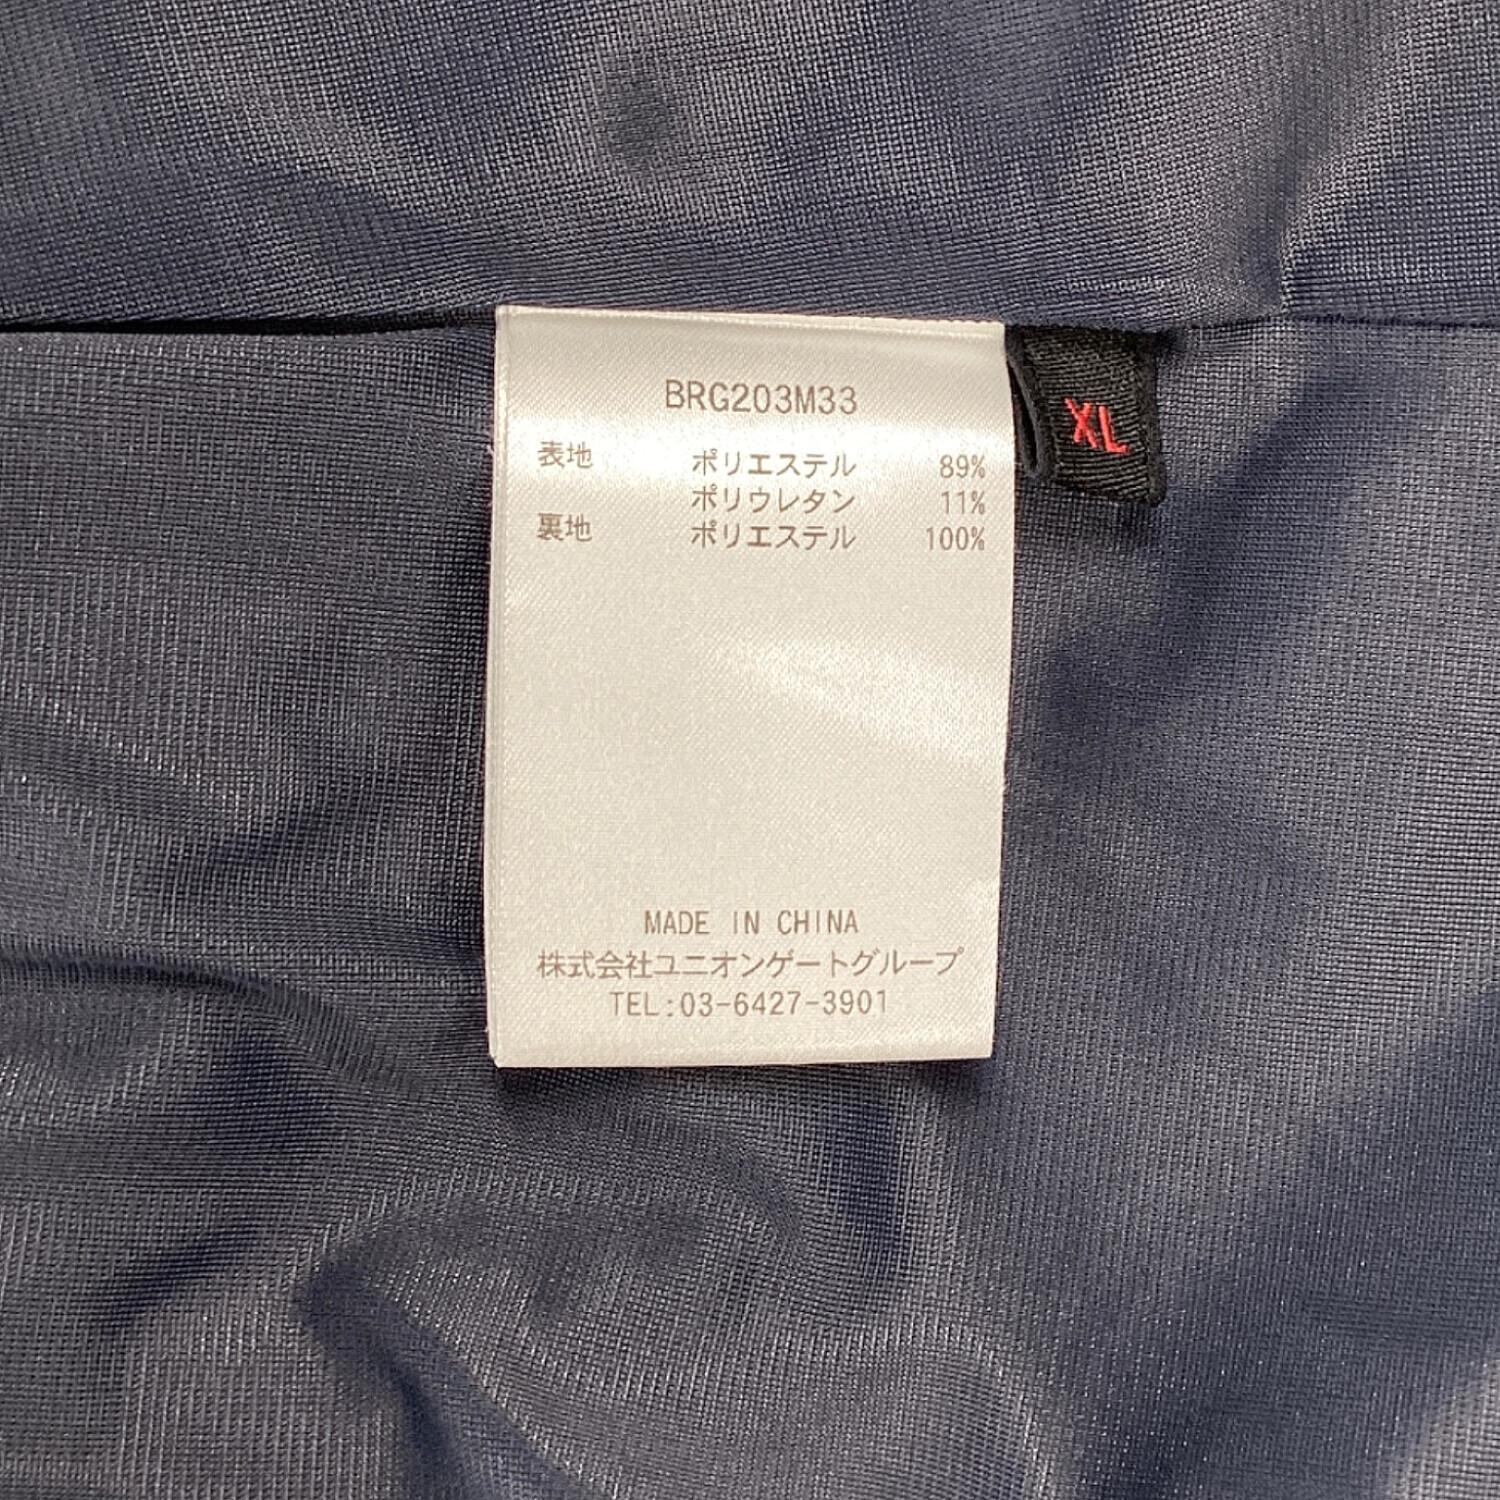 BRG203M33
XL
表地 ポリエステル 89%
ポリウレタン 11%
裏地 ポリエステル 100%
MADE IN CHINA
株式会社ユニオンゲートグループ
TEL:03-6427-3901